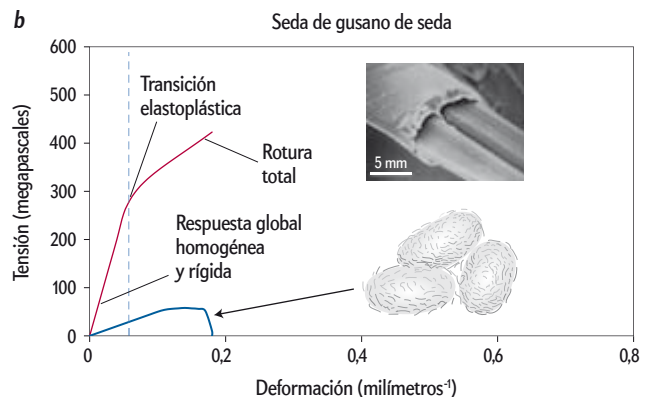 b
Seda de gusano de seda
600
500
400
300
200
100
0
Tensión (megapascales)
Transición
elastoplástica
Rotura
total
Respuesta global
homogénea
y rígida
5 mm
0
0,2
0,4
0,6
0,8
Deformación (milímetros⁻¹)